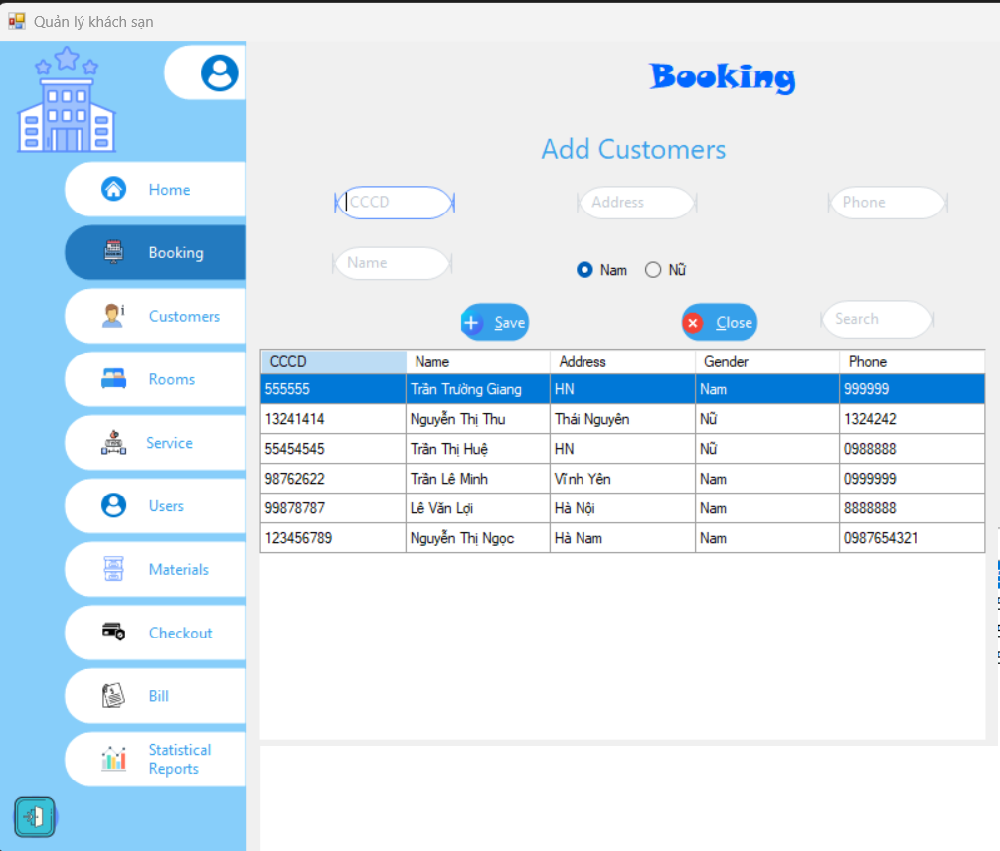 Quản lý khách sạn
Booking
Add Customers
CCCD Address Phone
Name Nam Nữ
Save Close Search
Home
Booking
Customers
Rooms
Service
Users
Materials
Checkout
Bill
Statistical
Reports
CCCD Name Address Gender Phone
555555 Trần Trường Giang HN Nam 999999
13241414 Nguyễn Thị Thu Thái Nguyên Nữ 1324242
55454545 Trần Thị Huệ HN Nữ 0988888
98762622 Trần Lê Minh Vĩnh Yên Nam 0999999
99878787 Lê Văn Lợi Hà Nội Nam 8888888
123456789 Nguyễn Thị Ngọc Hà Nam Nam 0987654321